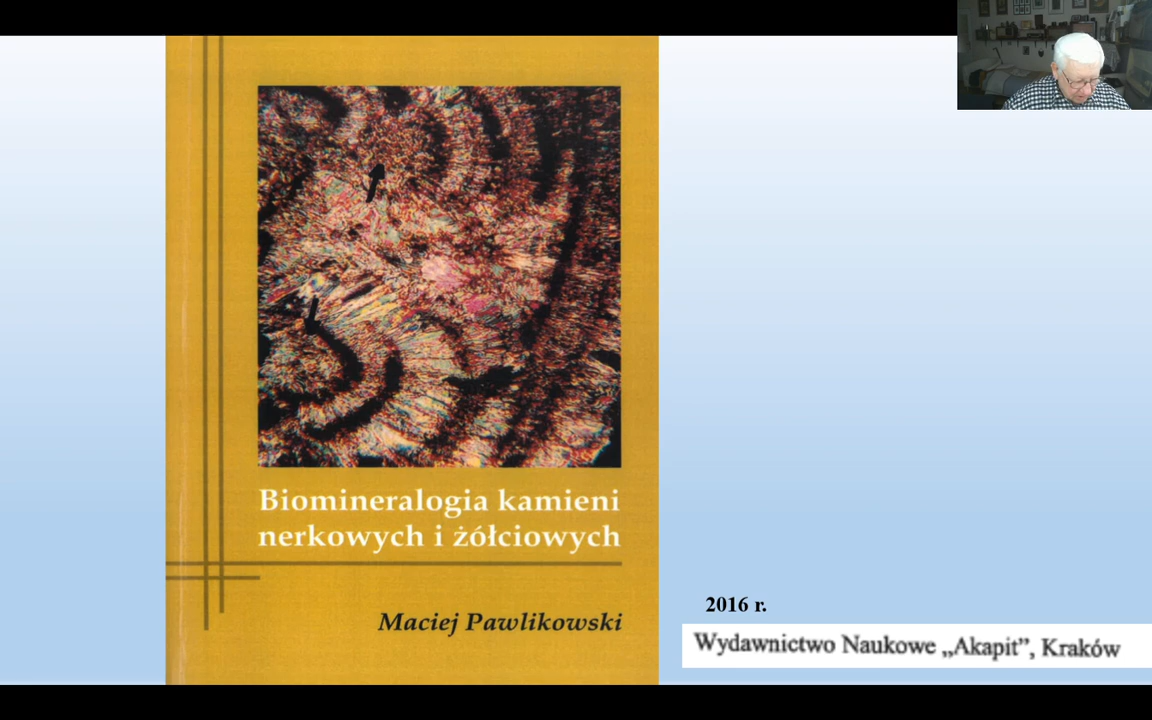 Biomineralogia kamieni
nerkowych i żółciowych
Maciej Pawlikowski
2016 r.
Wydawnictwo Naukowe „Akapit”, Kraków